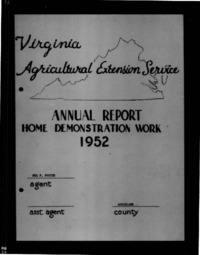 Virginia
Agricultural Extension Service
ANNUAL REPORT
HOME DEMONSTRATION WORK
1952
agent
asst agent
county